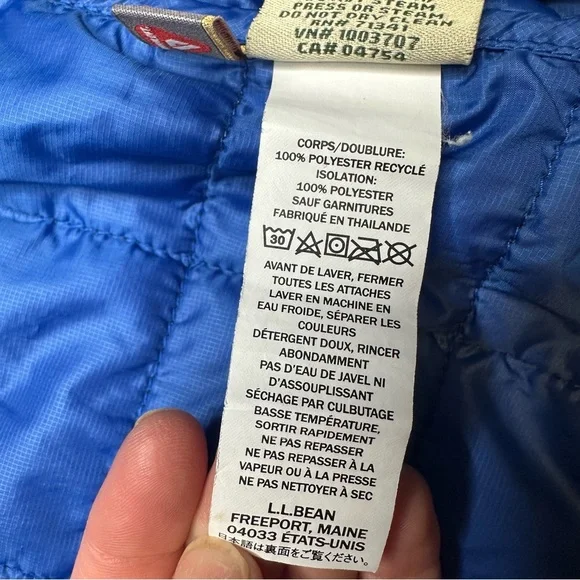 PRESS OR STEAM,
DO NOT DRY CLEAN
RN# 71341
VN# 1003707
CA# 04754
CORPS/DOUBLURE:
100% POLYESTER RECYCLÉ
ISOLATION:
100% POLYESTER
SAUF GARNITURES
FABRIQUÉ EN THAILANDE
30
AVANT DE LAVER, FERMER
TOUTES LES ATTACHES
LAVER EN MACHINE EN
EAU FROIDE, SÉPARER LES
COULEURS
DÉTERGENT DOUX, RINCER
ABONDAMMENT
PAS D'EAU DE JAVEL NI
D'ASSOUPLISSANT
SÉCHAGE PAR CULBUTAGE
BASSE TEMPÉRATURE,
SORTIR RAPIDEMENT
NE PAS REPASSER
NE PAS REPASSER À LA
VAPEUR OU À LA PRESSE
NE PAS NETTOYER À SEC
L.L.BEAN
FREEPORT, MAINE
04033 ÉTATS-UNIS
日本語は裏面をご覧ください。